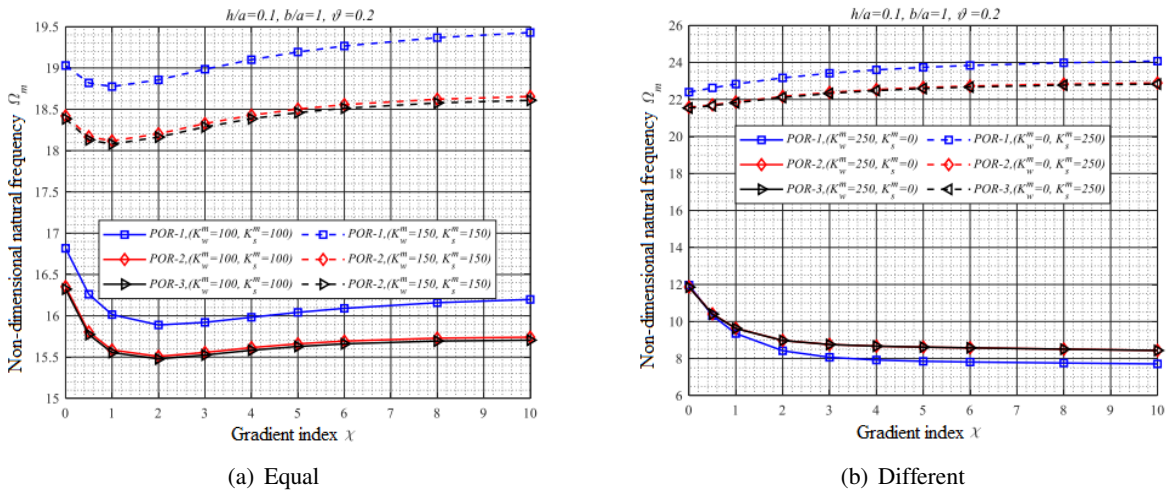 h/a=0.1, b/a=1, ϑ=0.2
Non-dimensional natural frequency Ω_m
19.5
19
18.5
18
17.5
17
16.5
16
15.5
15
POR-1,(K_w^m=100, K_s^m=100) POR-1,(K_w^m=150, K_s^m=150)
POR-2,(K_w^m=100, K_s^m=100) POR-2,(K_w^m=150, K_s^m=150)
POR-3,(K_w^m=100, K_s^m=100) POR-2,(K_w^m=150, K_s^m=150)
0 1 2 3 4 5 6 7 8 9 10
Gradient index χ
(a) Equal
h/a=0.1, b/a=1, ϑ=0.2
Non-dimensional natural frequency Ω_m
26
24
22
20
18
16
14
12
10
8
6
POR-1,(K_w^m=250, K_s^m=0) POR-1,(K_w^m=0, K_s^m=250)
POR-2,(K_w^m=250, K_s^m=0) POR-2,(K_w^m=0, K_s^m=250)
POR-3,(K_w^m=250, K_s^m=0) POR-3,(K_w^m=0, K_s^m=250)
0 1 2 3 4 5 6 7 8 9 10
Gradient index χ
(b) Different